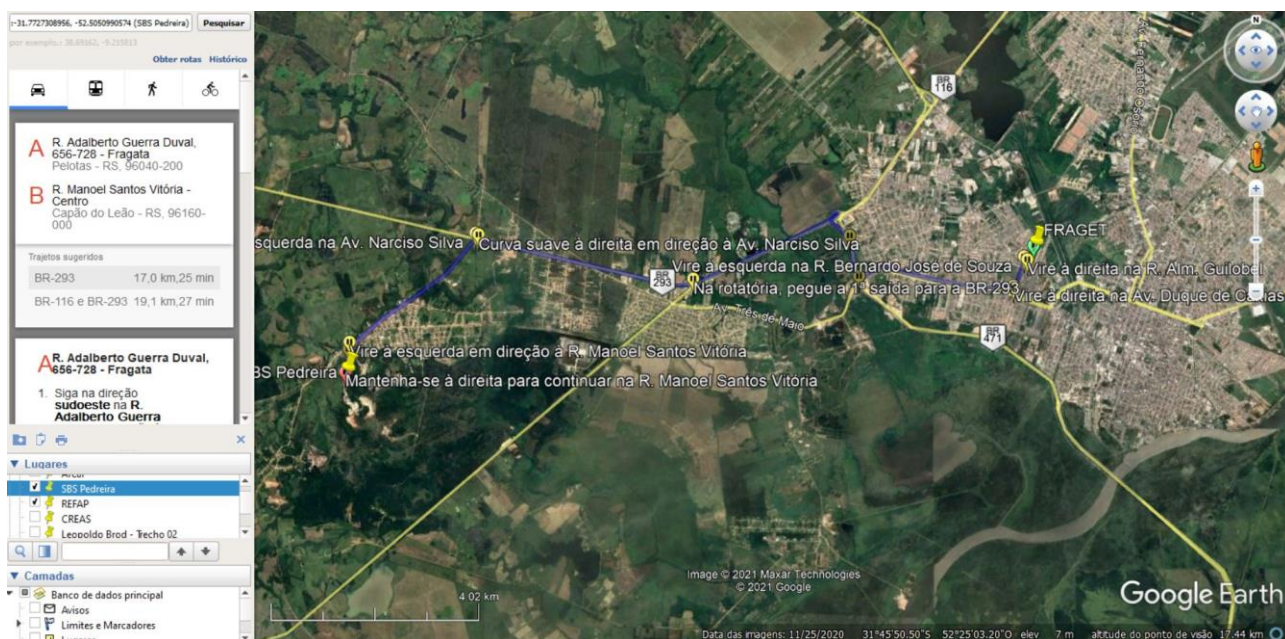 :-31.7727308956, -52.5050990574 (SBS Pedreira)
Pesquisar
por exemplo,: 38.69162, -9.215813
Obter rotas Histórico
A
R. Adalberto Guerra Duval,
656-728 - Fragata
Pelotas - RS, 96040-200
B
R. Manoel Santos Vitória -
Centro
Capão do Leão - RS, 96160-
000
Trajetos sugeridos
BR-293 17,0 km,25 min
BR-116 e BR-293 19,1 km,27 min
A
R. Adalberto Guerra Duval,
656-728 - Fragata
1. Siga na direção
sudoeste na R.
Adalberto Guerra
Lugares
SBS Pedreira
REFAP
CREAS
Leopoldo Brod - Trecho 02
Camadas
Banco de dados principal
Avisos
Limites e Marcadores
N
BR
116
FRAGET
squerda na Av. Narciso Silva
Curva suave à direita em direção à Av. Narciso Silva
Vire à esquerda na R. Bernardo José de Souza
Vire à direita na R. Alm. Guilobel
BR
293
Na rotatória, pegue a 1ª saída para a BR-293
Vire à direita na Av. Duque de Caxias
Av. Três de Maio
BR
471
Vire à esquerda em direção à R. Manoel Santos Vitória
BS Pedreira
Mantenha-se à direita para continuar na R. Manoel Santos Vitória
Image © 2021 Maxar Technologies
© 2021 Google
4.02 km
Google Earth
Data das imagens: 11/25/2020 31°45'50.50"S 52°25'03.20"O elev 7 m altitude do ponto de visão 17.44 km